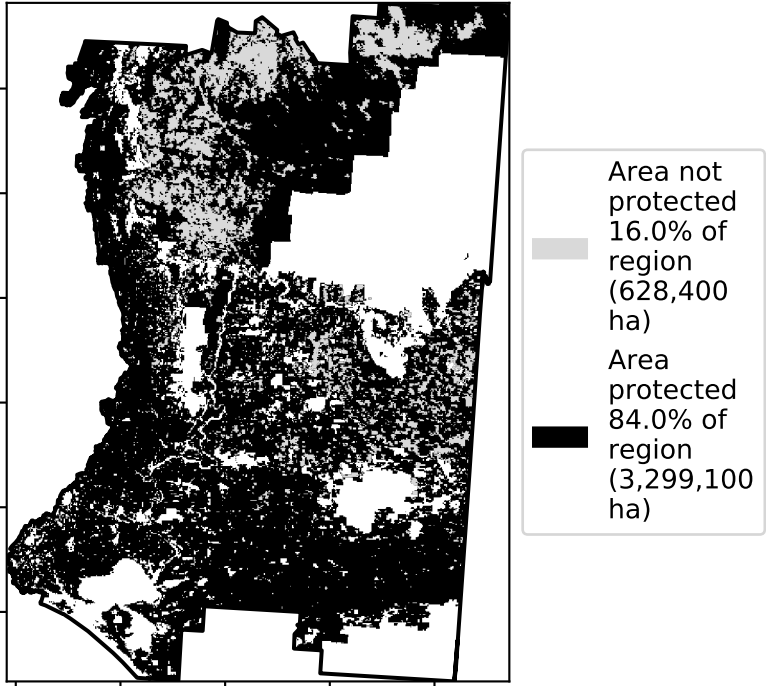 Area not
protected
16.0% of
region
(628,400
ha)
Area
protected
84.0% of
region
(3,299,100
ha)